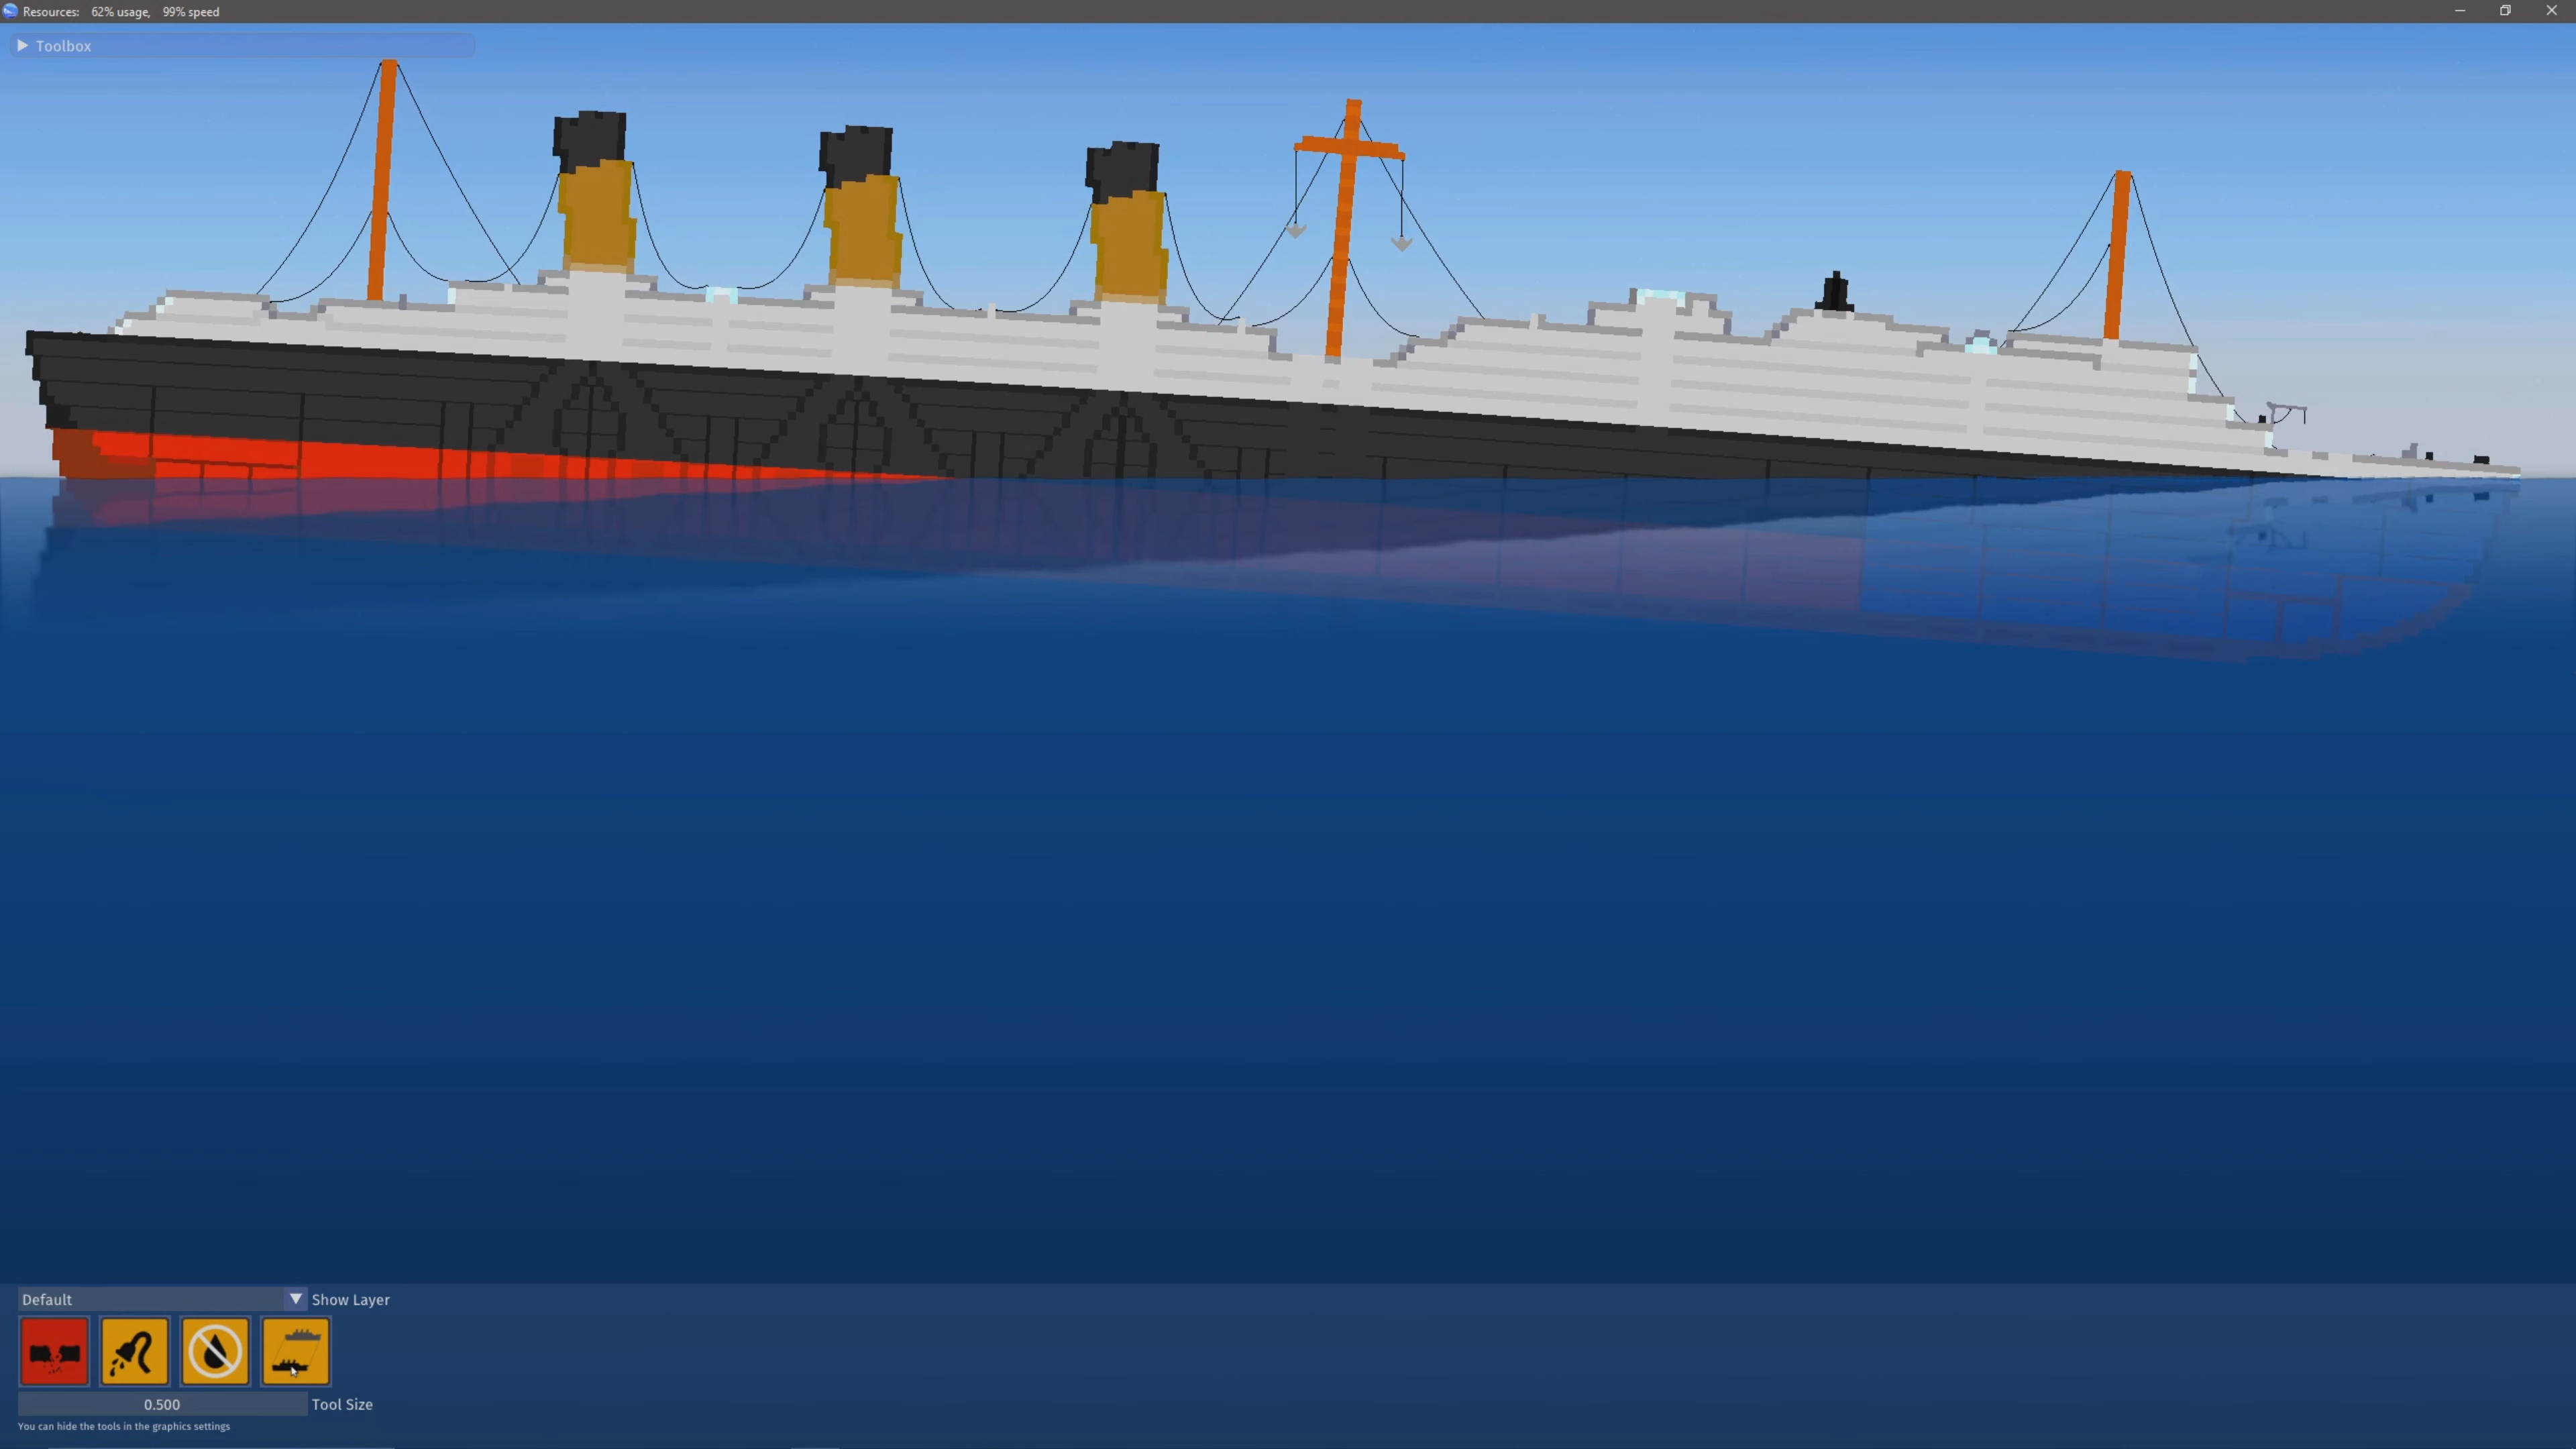 Resources: 62% usage, 99% speed
Toolbox
Default
Show Layer
0.500
Tool Size
You can hide the tools in the graphics settings